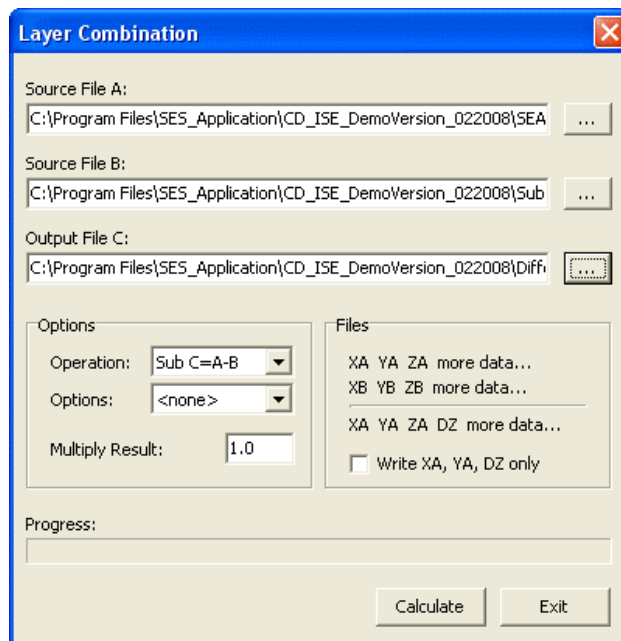 Layer Combination
Source File A:
C:\Program Files\SES_Application\CD_ISE_DemoVersion_022008\SEA
...
Source File B:
C:\Program Files\SES_Application\CD_ISE_DemoVersion_022008\Sub
...
Output File C:
C:\Program Files\SES_Application\CD_ISE_DemoVersion_022008\Diff
...
Options
Operation: Sub C=A-B
Options: <none>
Multiply Result: 1.0
Files
XA YA ZA more data...
XB YB ZB more data...
XA YA ZA DZ more data...
Write XA, YA, DZ only
Progress:
Calculate
Exit